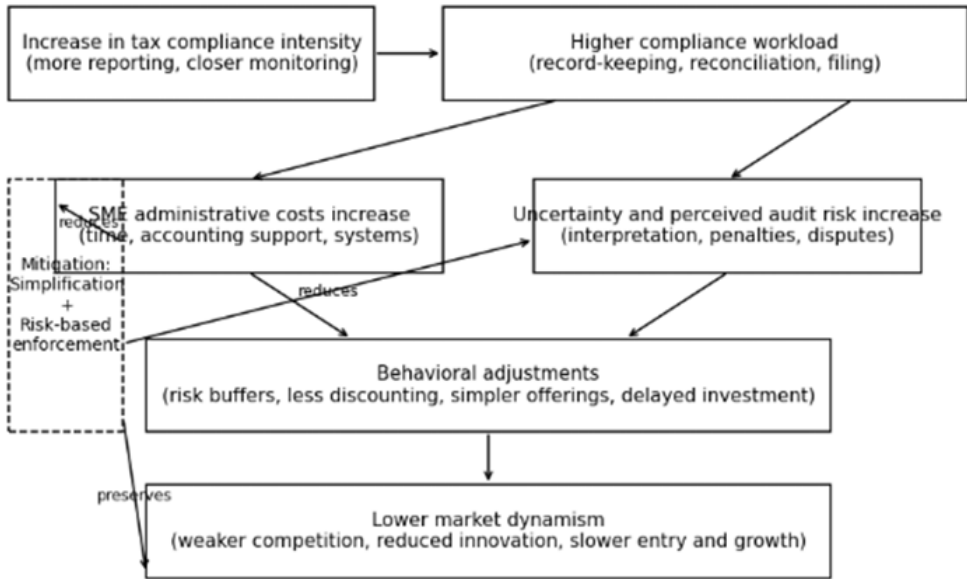 Increase in tax compliance intensity
(more reporting, closer monitoring)
Higher compliance workload
(record-keeping, reconciliation, filing)
SME administrative costs increase
(time, accounting support, systems)
reduces
Uncertainty and perceived audit risk increase
(interpretation, penalties, disputes)
Mitigation:
Simplification
+
Risk-based
enforcement
reduces
Behavioral adjustments
(risk buffers, less discounting, simpler offerings, delayed investment)
preserves
Lower market dynamism
(weaker competition, reduced innovation, slower entry and growth)